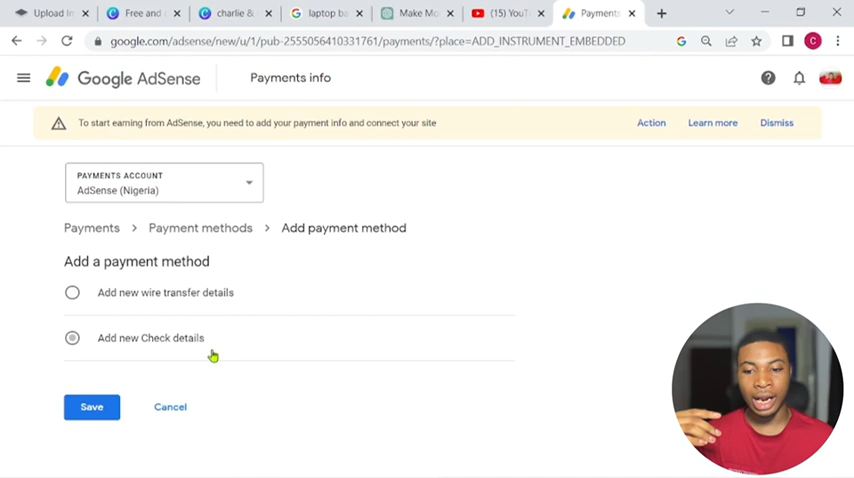 Upload Im
Free and
charlie &
laptop ba
Make Mo
(15) YouT
Payments
google.com/adsense/new/u/1/pub-2555056410331761/payments/?place=ADD_INSTRUMENT_EMBEDDED
G
C
Google AdSense
Payments info
To start earning from AdSense, you need to add your payment info and connect your site
Action
Learn more
Dismiss
PAYMENTS ACCOUNT
AdSense (Nigeria)
Payments > Payment methods > Add payment method
Add a payment method
Add new wire transfer details
Add new Check details
Save
Cancel